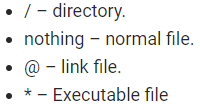 • / – directory.
• nothing – normal file.
• @ – link file.
• * – Executable file